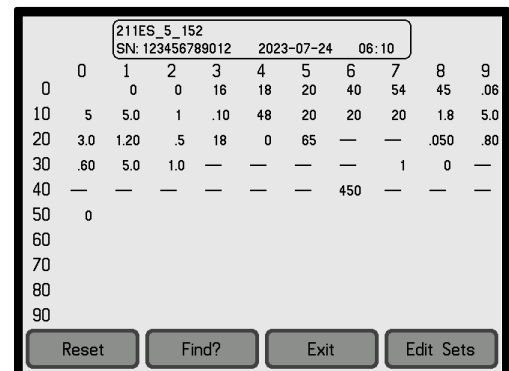 211ES_5_152
SN: 123456789012 2023-07-24 06:10
0 1 2 3 4 5 6 7 8 9
0 0 0 16 18 20 40 54 45 .06
10 5 5.0 1 .10 48 20 20 20 1.8 5.0
20 3.0 1.20 .5 18 0 65 — — .050 .80
30 .60 5.0 1.0 — — — — 1 0 —
40 — — — — — — 450 — — —
50 0
60
70
80
90
Reset Find? Exit Edit Sets